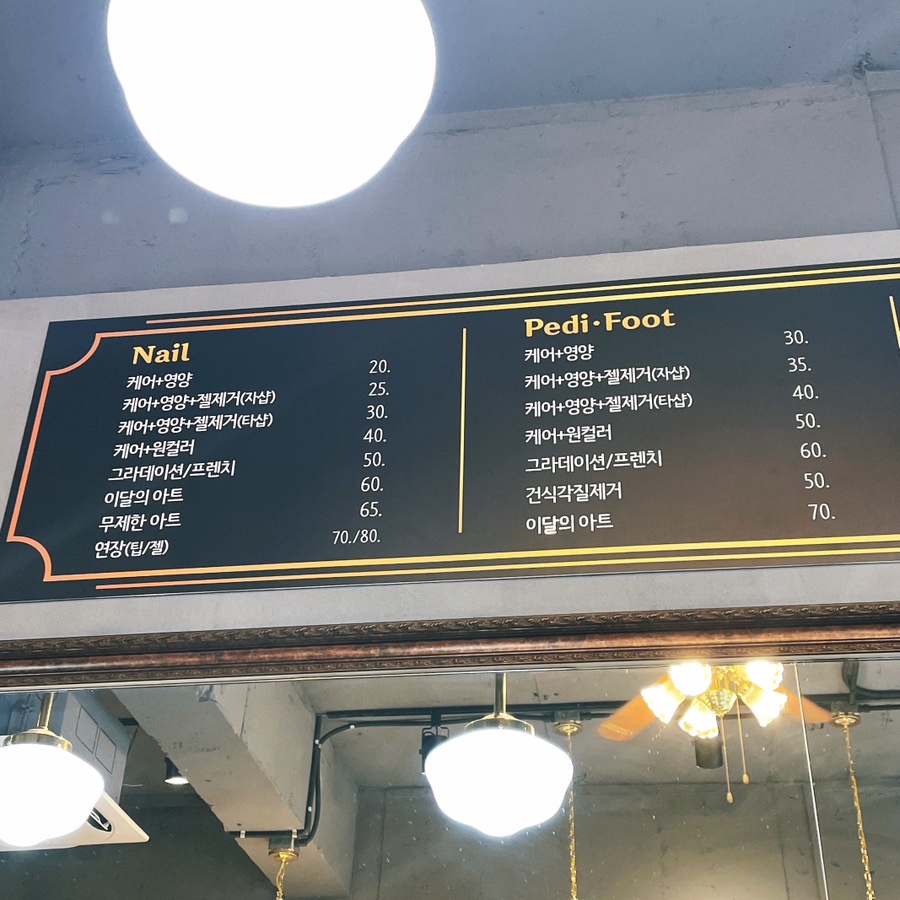 Nail
케어+영양 20.
케어+영양+젤제거(자샵) 25.
케어+영양+젤제거(타샵) 30.
케어+원컬러 40.
그라데이션/프렌치 50.
이달의 아트 60.
무제한 아트 65.
연장(팁/젤) 70./80.
Pedi·Foot
케어+영양 30.
케어+영양+젤제거(자샵) 35.
케어+영양+젤제거(타샵) 40.
케어+원컬러 50.
그라데이션/프렌치 60.
건식각질제거 50.
이달의 아트 70.